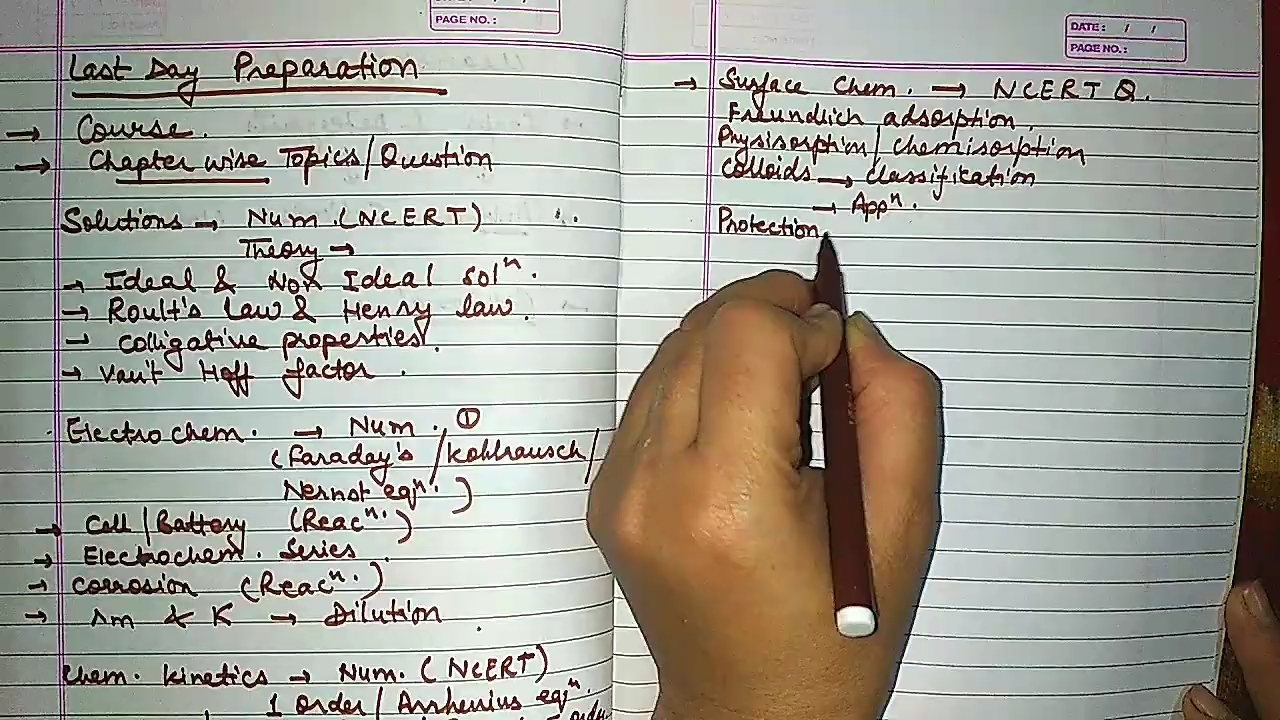 PAGE NO.:
Last Day Preparation
→ Course.
→ Chapter wise Topics/Question
Solutions → Num. (NCERT)
Theory →
→ Ideal & Non Ideal solⁿ.
→ Roult's Law & Henry law.
→ Colligative properties.
→ Van't Hoff factor.
Electrochem. → Num. ①
(Faraday's /Kohlrausch/
Nernst eqⁿ.)
→ Cell/Battery (Reacⁿ.)
→ Electrochem. Series.
→ Corrosion (Reacⁿ.)
→ Λm & K → Dilution.
Chem. kinetics → Num. (NCERT)
1 Order/ Arrhenius eqⁿ.
order
DATE: / /
PAGE NO.:
→ Surface Chem. → NCERT Q.
Freundlich adsorption,
Physisorption/chemisorption
Colloids → classification
→ Appⁿ.
Protection